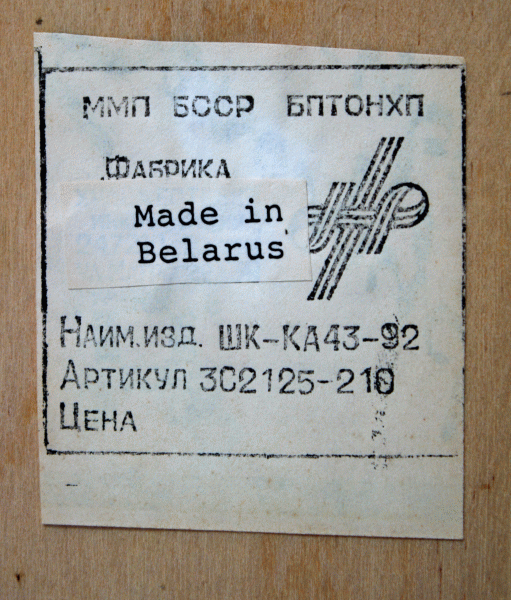 ММП БССР БПТОНХП
ФАБРИКА
Made in
Belarus
НАИМ.ИЗД. ШК-КА43-92
АРТИКУЛ 3С2125-210
ЦЕНА